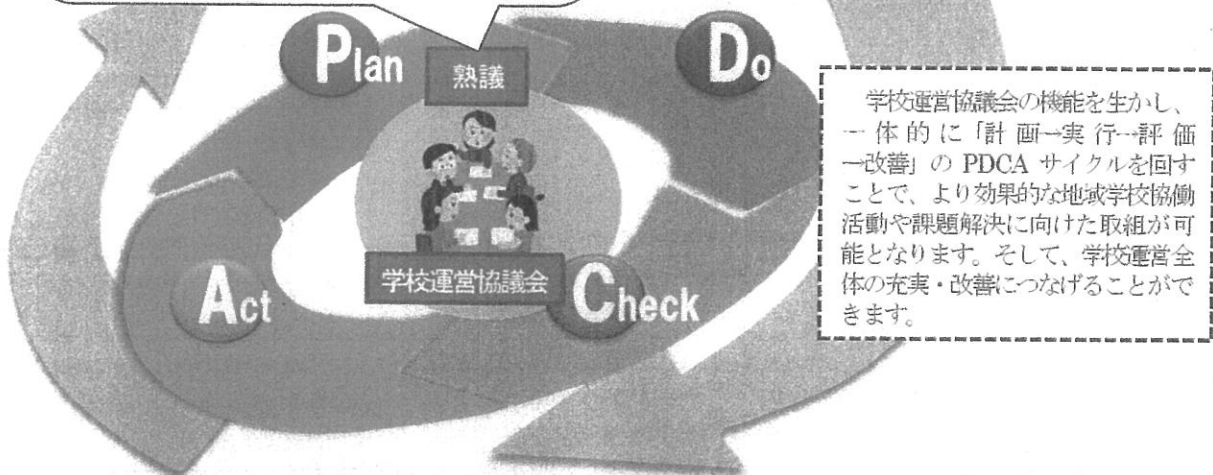 Plan
熟議
Do
学校運営協議会
Act
Check
学校運営協議会の機能を生かし、
一体的に「計画→実行→評価
→改善」の PDCA サイクルを回す
ことで、より効果的な地域学校協働
活動や課題解決に向けた取組が可
能となります。そして、学校運営全
体の充実・改善につなげることがで
きます。